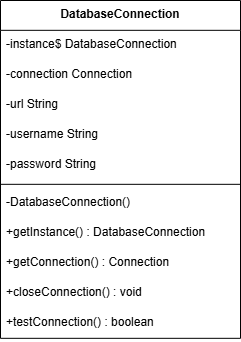 DatabaseConnection
-instance$ DatabaseConnection
-connection Connection
-url String
-username String
-password String
-DatabaseConnection()
+getInstance() : DatabaseConnection
+getConnection() : Connection
+closeConnection() : void
+testConnection() : boolean